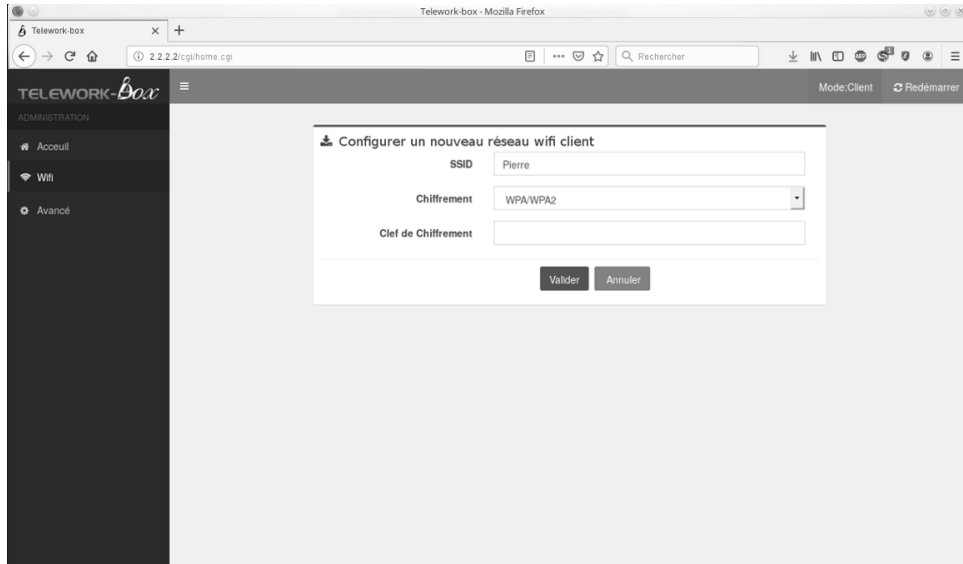 Telework-box - Mozilla Firefox
Telework-box
2.2.2.2/cgi/home.cgi
Rechercher
TELEWORK-Box
Mode:Client
Redémarrer
ADMINISTRATION
Acceuil
Wifi
Avancé
Configurer un nouveau réseau wifi client
SSID
Pierre
Chiffrement
WPA/WPA2
Clef de Chiffrement
Valider
Annuler